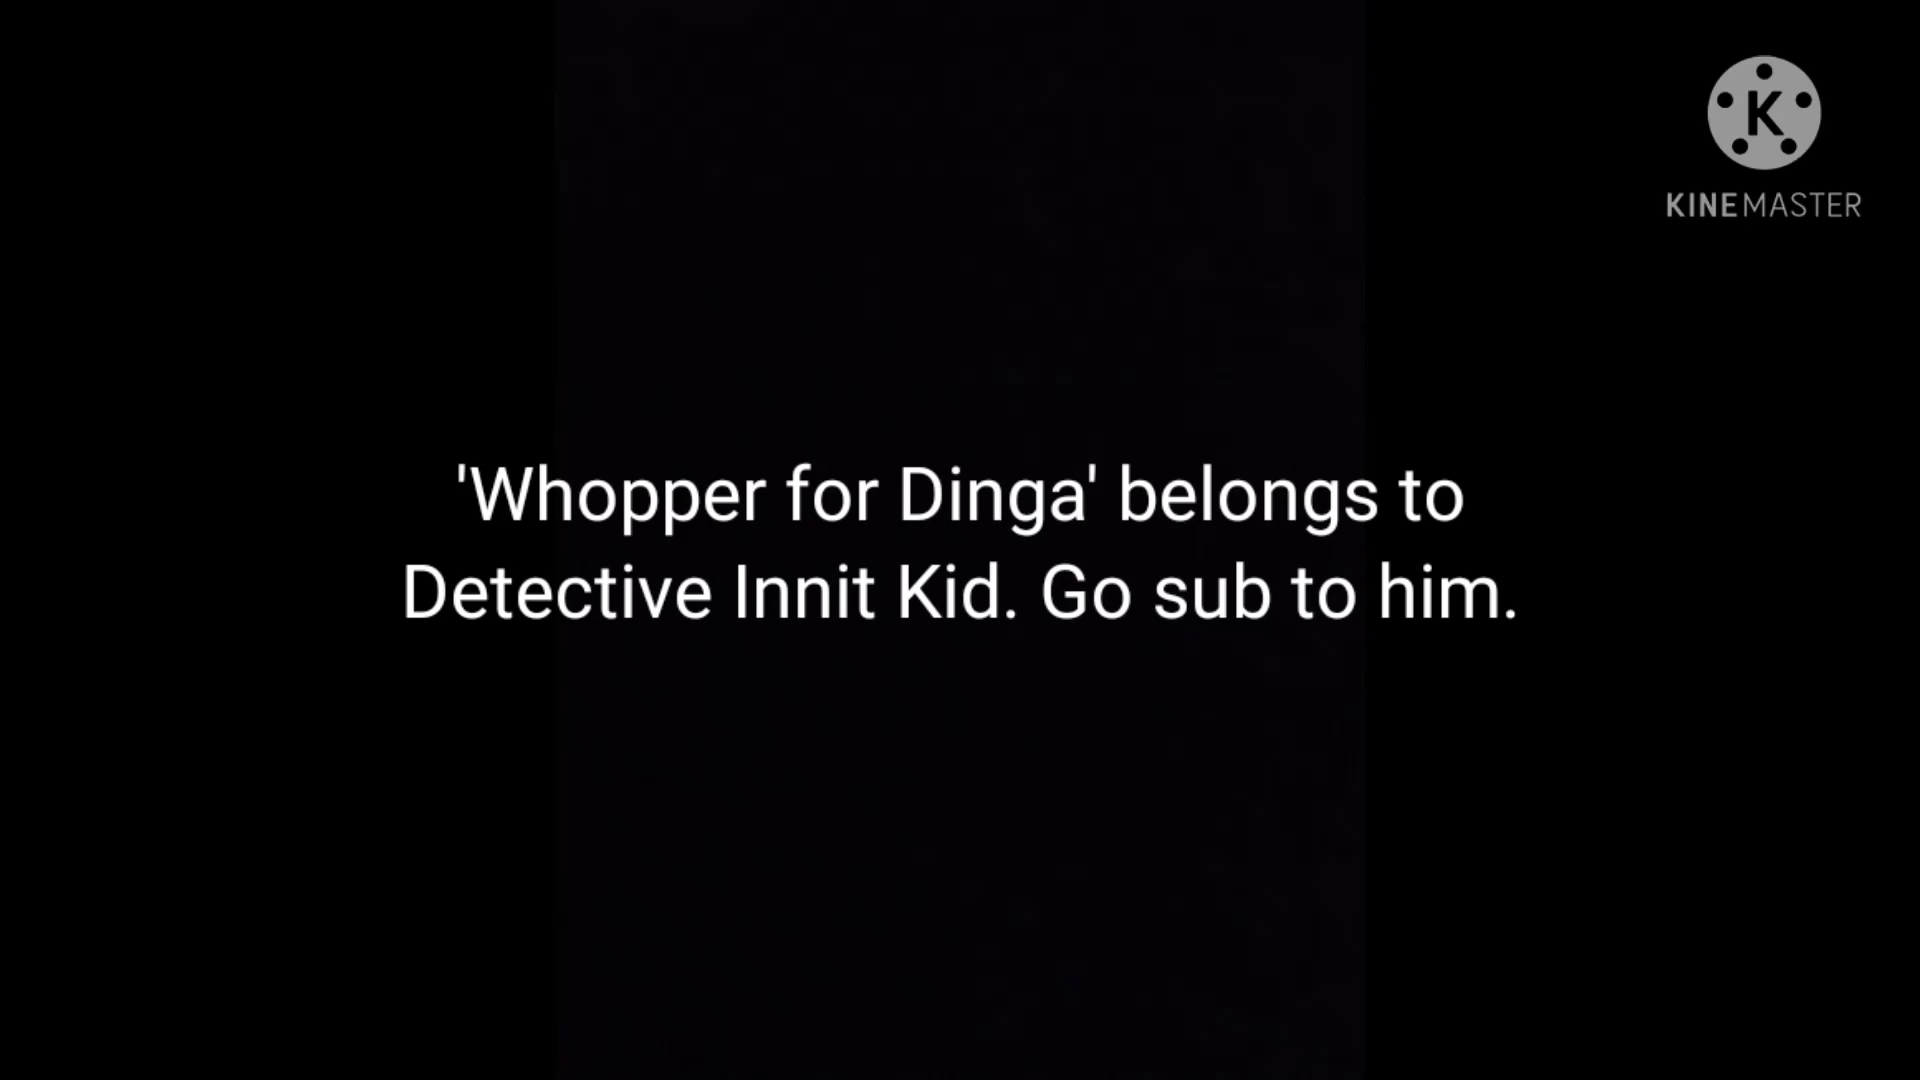 K
KINEMASTER
'Whopper for Dinga' belongs to
Detective Innit Kid. Go sub to him.